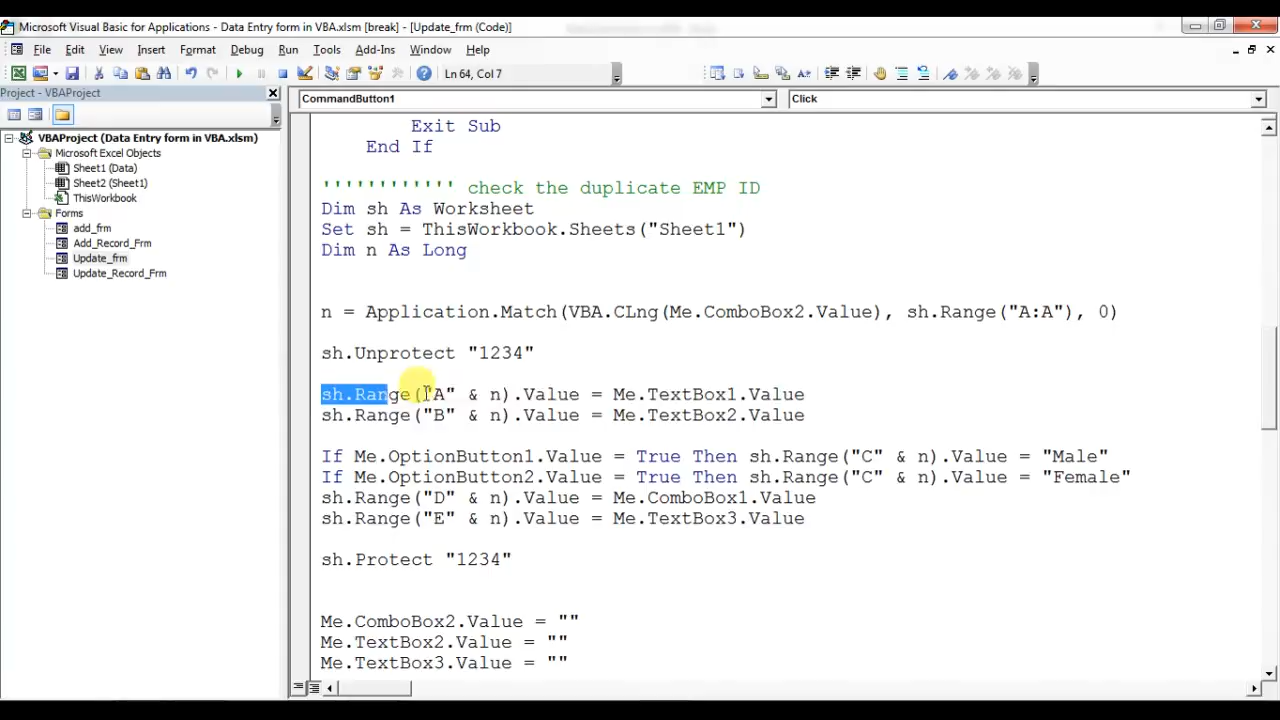 Microsoft Visual Basic for Applications - Data Entry form in VBA.xlsm [break] - [Update_frm (Code)]
File Edit View Insert Format Debug Run Tools Add-Ins Window Help
Ln 64, Col 7
Project - VBAProject
CommandButton1 Click
VBAProject (Data Entry form in VBA.xlsm)
Microsoft Excel Objects
Sheet1 (Data)
Sheet2 (Sheet1)
ThisWorkbook
Forms
add_frm
Add_Record_Frm
Update_frm
Update_Record_Frm
Exit Sub
End If
'''''''''''' check the duplicate EMP ID
Dim sh As Worksheet
Set sh = ThisWorkbook.Sheets("Sheet1")
Dim n As Long
n = Application.Match(VBA.CLng(Me.ComboBox2.Value), sh.Range("A:A"), 0)
sh.Unprotect "1234"
sh.Range("A" & n).Value = Me.TextBox1.Value
sh.Range("B" & n).Value = Me.TextBox2.Value
If Me.OptionButton1.Value = True Then sh.Range("C" & n).Value = "Male"
If Me.OptionButton2.Value = True Then sh.Range("C" & n).Value = "Female"
sh.Range("D" & n).Value = Me.ComboBox1.Value
sh.Range("E" & n).Value = Me.TextBox3.Value
sh.Protect "1234"
Me.ComboBox2.Value = ""
Me.TextBox2.Value = ""
Me.TextBox3.Value = ""